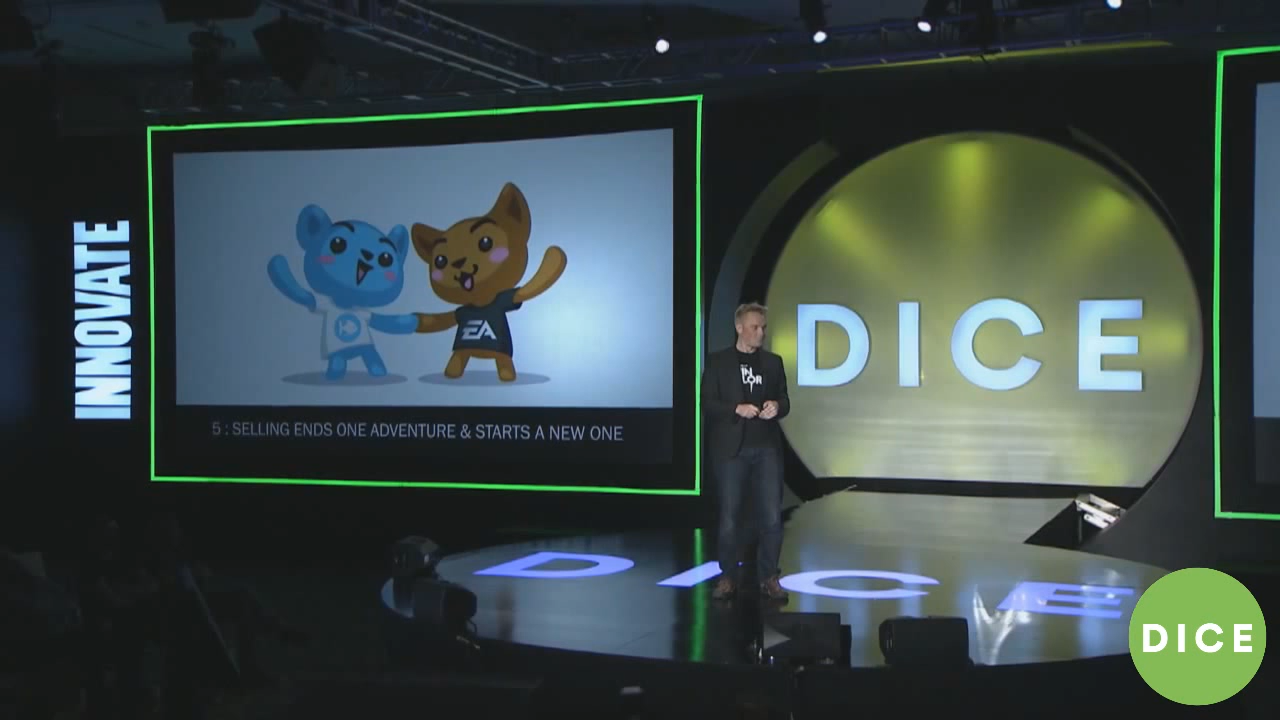 INNOVATE
EA
5 : SELLING ENDS ONE ADVENTURE & STARTS A NEW ONE
DICE
DICE
DICE